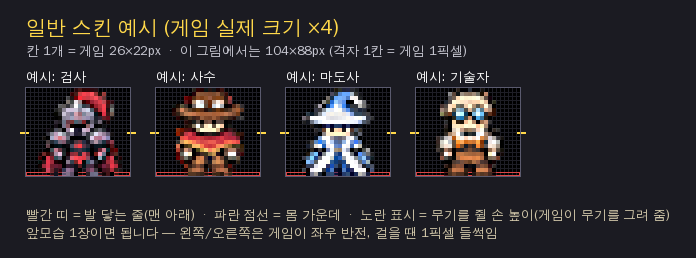 일반 스킨 예시 (게임 실제 크기 ×4)
칸 1개 = 게임 26×22px · 이 그림에서는 104×88px (격자 1칸 = 게임 1픽셀)
예시: 검사 예시: 사수 예시: 마도사 예시: 기술자
빨간 띠 = 발 닿는 줄(맨 아래) · 파란 점선 = 몸 가운데 · 노란 표시 = 무기를 쥘 손 높이(게임이 무기를 그려 줌)
앞모습 1장이면 됩니다 — 왼쪽/오른쪽은 게임이 좌우 반전, 걸을 땐 1픽셀 들썩임